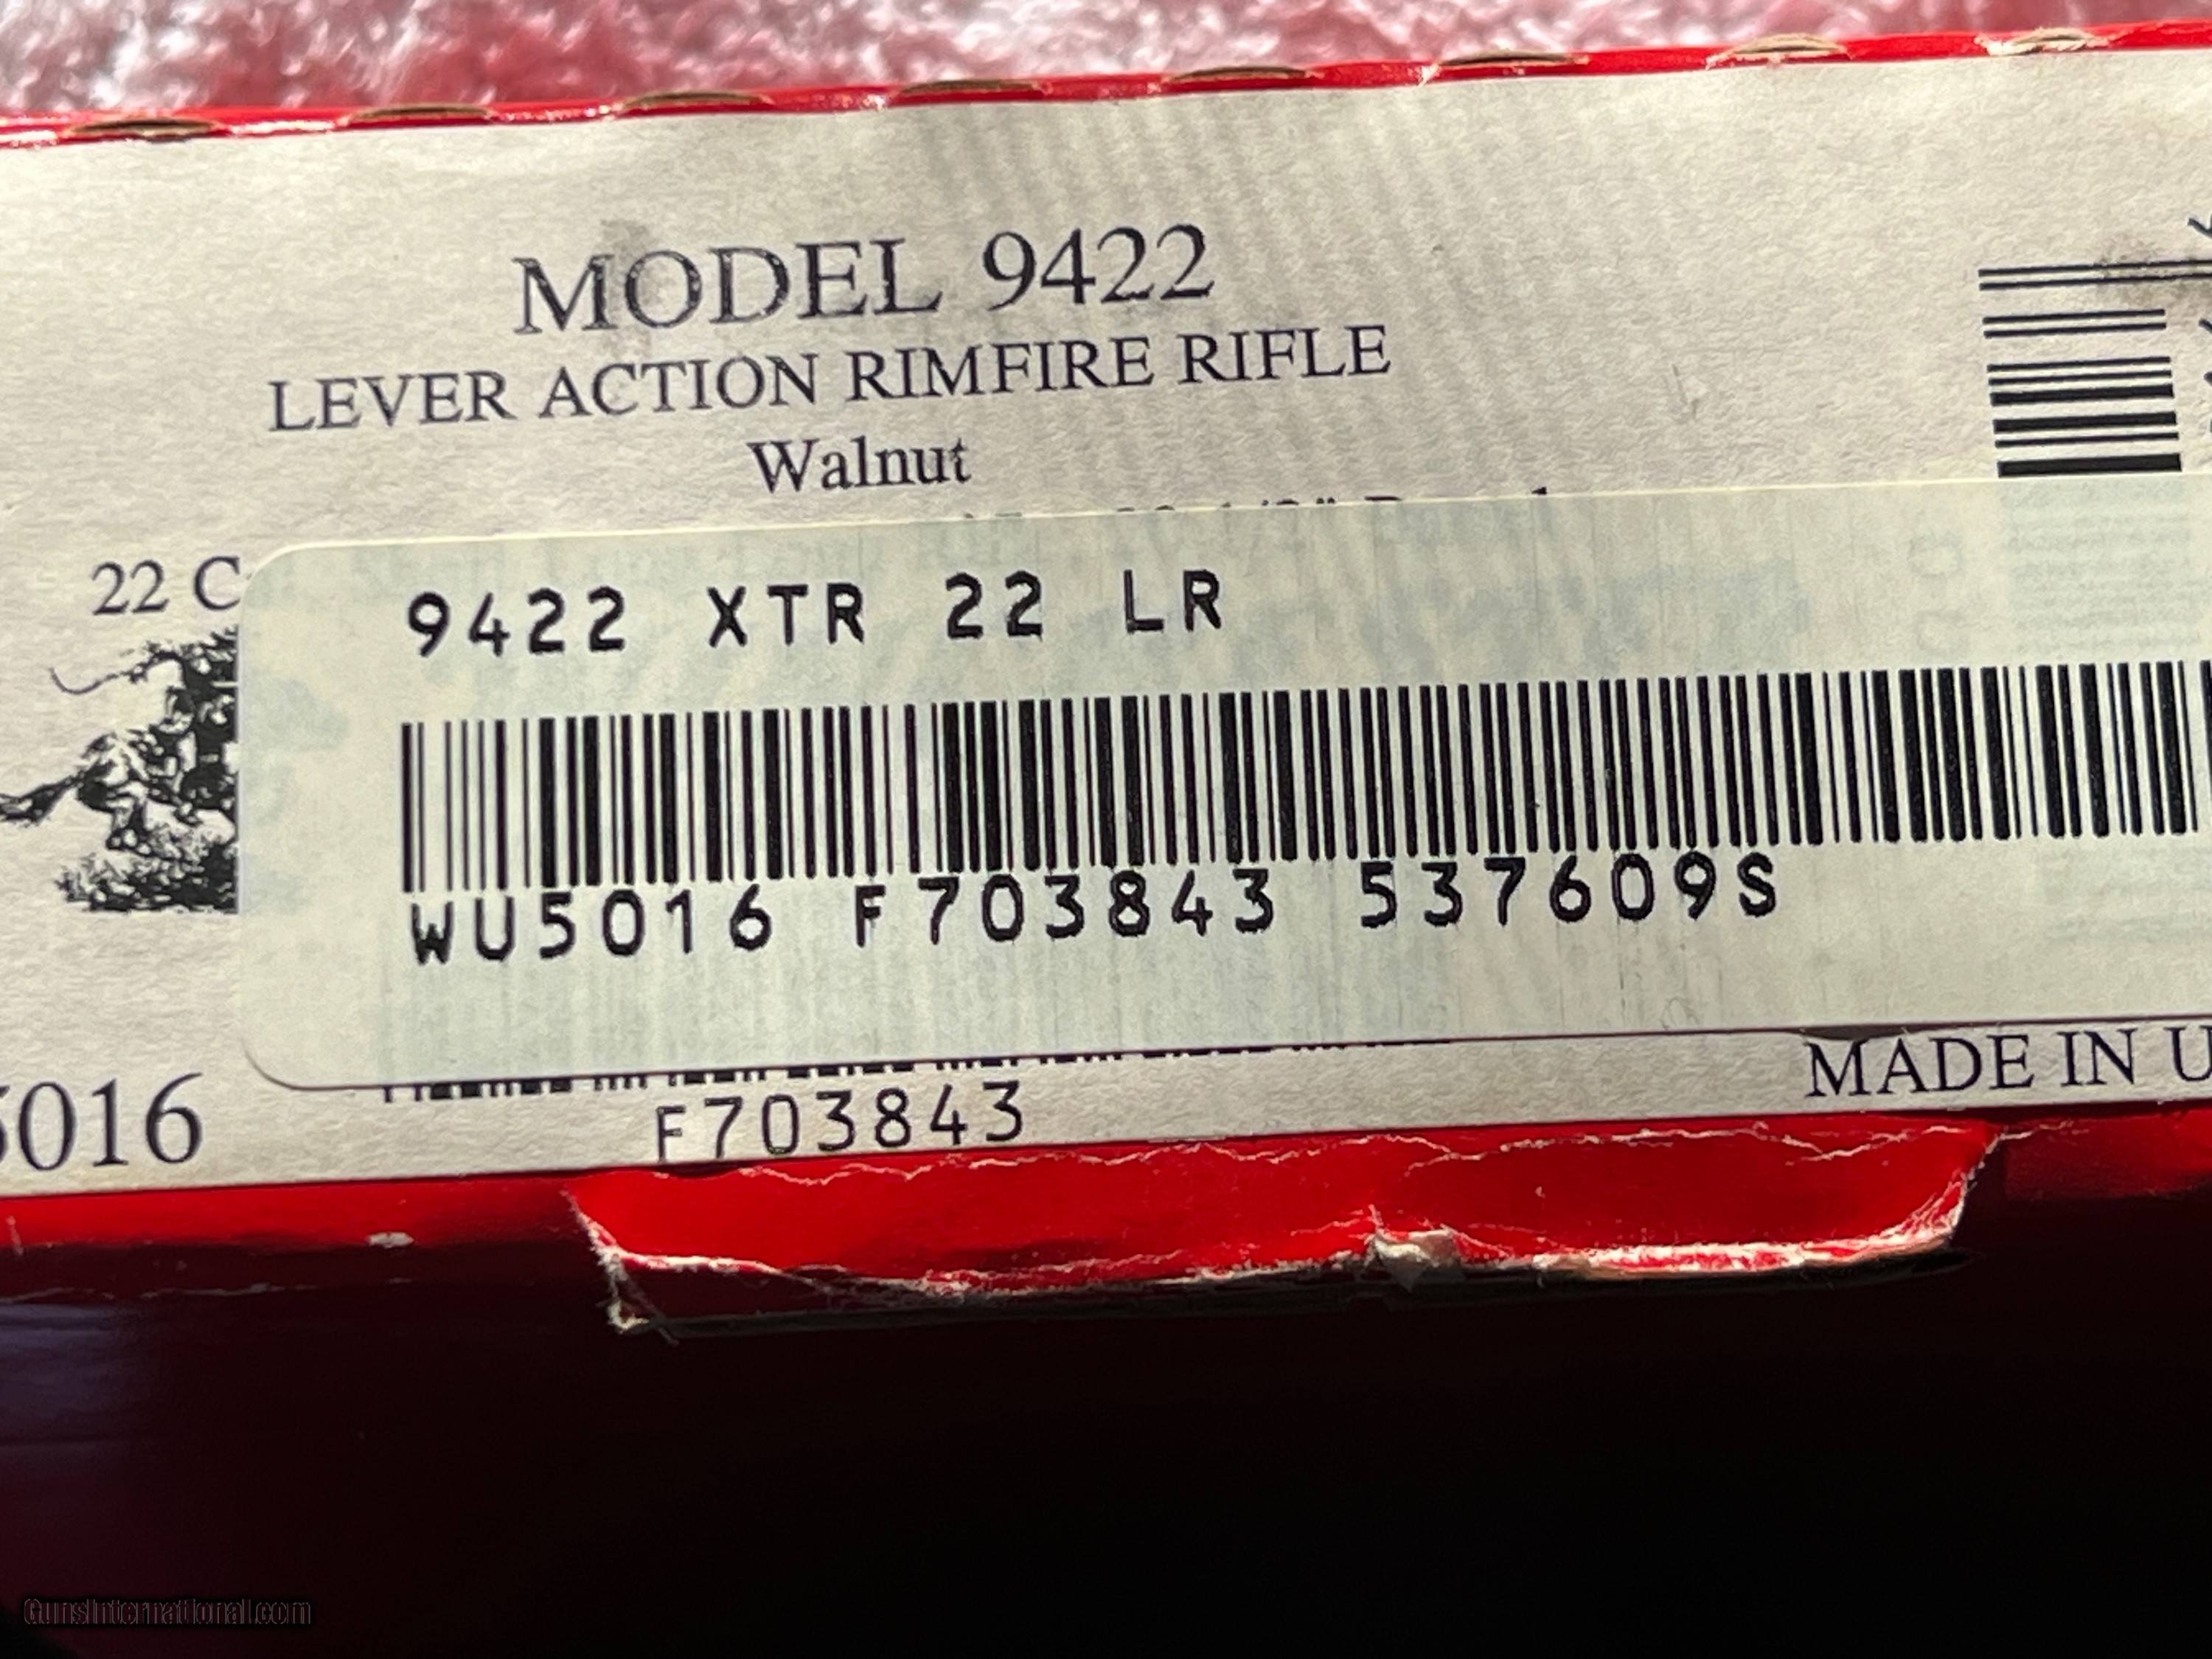 MODEL 9422
LEVER ACTION RIMFIRE RIFLE
Walnut
22 C
9422 XTR 22 LR
WU5016 F703843 537609S
MADE IN U
5016
F703843
GunsInternational.com